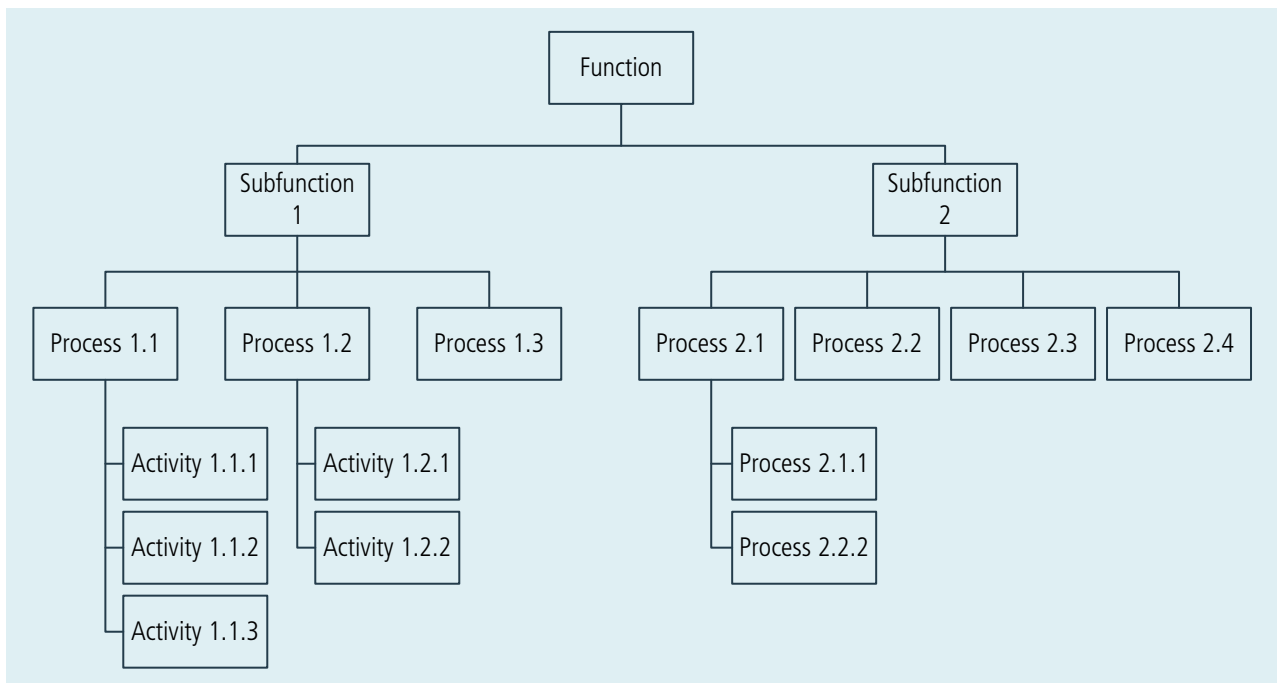 Function
Subfunction
1
Subfunction
2
Process 1.1
Process 1.2
Process 1.3
Process 2.1
Process 2.2
Process 2.3
Process 2.4
Activity 1.1.1
Activity 1.2.1
Process 2.1.1
Activity 1.1.2
Activity 1.2.2
Process 2.2.2
Activity 1.1.3